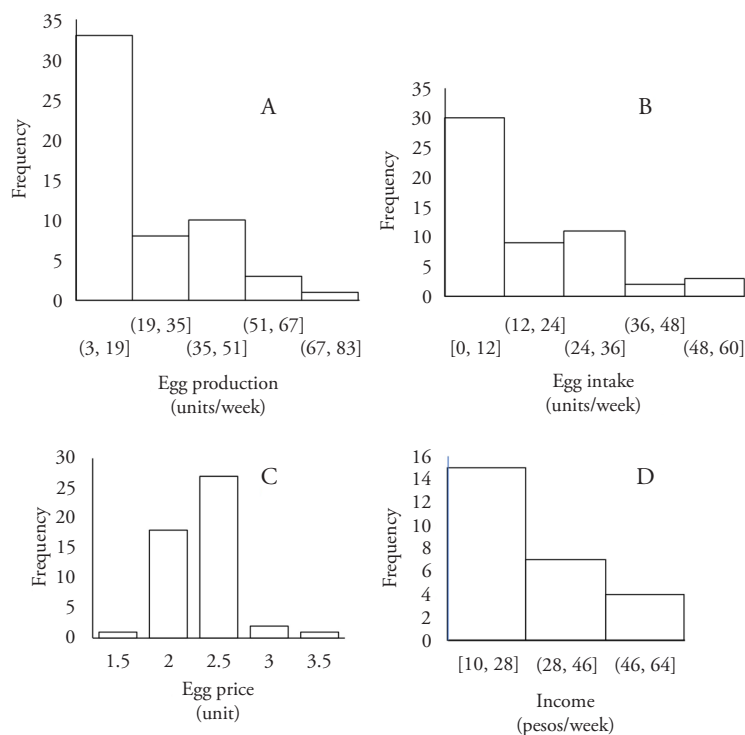 A
Frequency
35
30
25
20
15
10
5
0
(19, 35] (51, 67]
(3, 19] (35, 51] (67, 83]
Egg production
(units/week)
B
Frequency
35
30
25
20
15
10
5
0
(12, 24] (36, 48]
[0, 12] (24, 36] (48, 60]
Egg intake
(units/week)
C
Frequency
30
25
20
15
10
5
0
1.5 2 2.5 3 3.5
Egg price
(unit)
D
Frequency
16
14
12
10
8
6
4
2
0
[10, 28] (28, 46] (46, 64]
Income
(pesos/week)